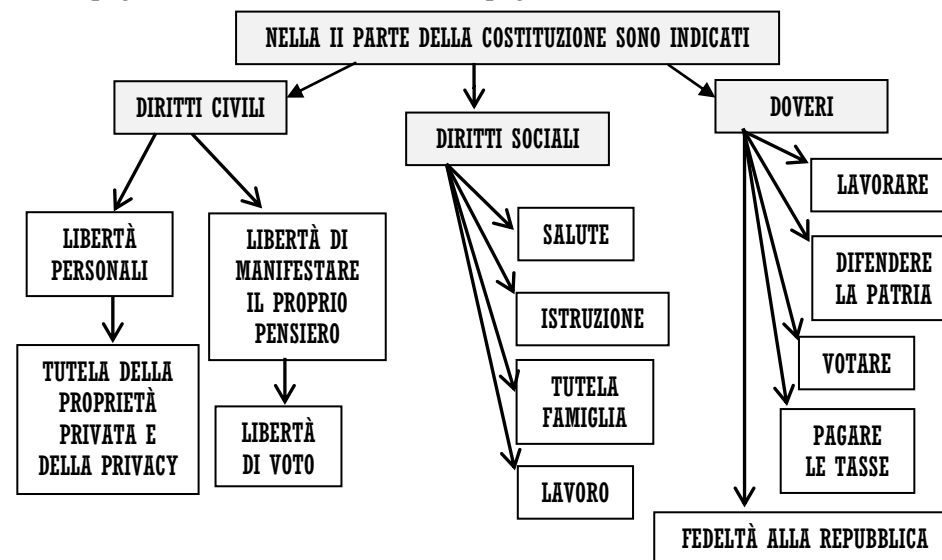 NELLA II PARTE DELLA COSTITUZIONE SONO INDICATI
DIRITTI CIVILI
DIRITTI SOCIALI
DOVERI
LIBERTÀ
PERSONALI
LIBERTÀ DI
MANIFESTARE
IL PROPRIO
PENSIERO
TUTELA DELLA
PROPRIETÀ
PRIVATA E
DELLA PRIVACY
LIBERTÀ
DI VOTO
SALUTE
ISTRUZIONE
TUTELA
FAMIGLIA
LAVORO
LAVORARE
DIFENDERE
LA PATRIA
VOTARE
PAGARE
LE TASSE
FEDELTÀ ALLA REPUBBLICA